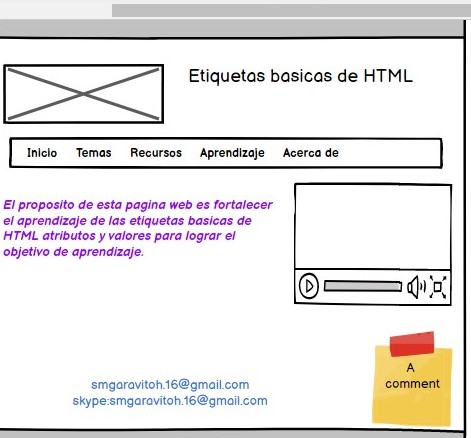 Etiquetas basicas de HTML
Inicio Temas Recursos Aprendizaje Acerca de
El proposito de esta pagina web es fortalecer
el aprendizaje de las etiquetas basicas de
HTML atributos y valores para lograr el
objetivo de aprendizaje.
A
comment
smgaravitoh.16@gmail.com
skype:smgaravitoh.16@gmail.com